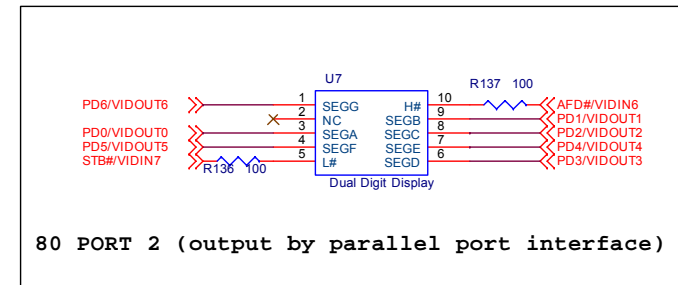 U7
R137 100
PD6/VIDOUT6 1 SEGG H# 10 AFD#/VIDIN6
2 NC SEGB 9 PD1/VIDOUT1
PD0/VIDOUT0 3 SEGA SEGC 8 PD2/VIDOUT2
PD5/VIDOUT5 4 SEGF SEGE 7 PD4/VIDOUT4
STB#/VIDIN7 5 L# SEGD 6 PD3/VIDOUT3
R136 100
Dual Digit Display
80 PORT 2 (output by parallel port interface)